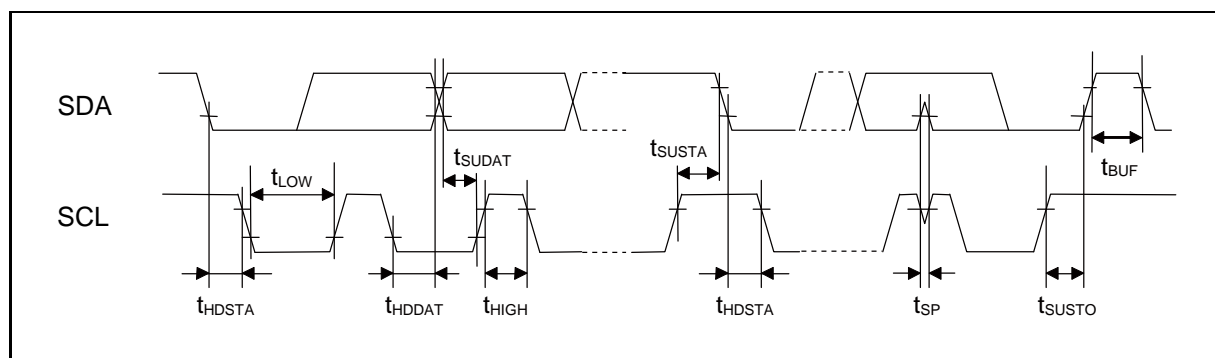 SDA
tSUDAT
tSUSTA
tBUF
tLOW
SCL
tHDSTA
tHDDAT
tHIGH
tHDSTA
tSP
tSUSTO